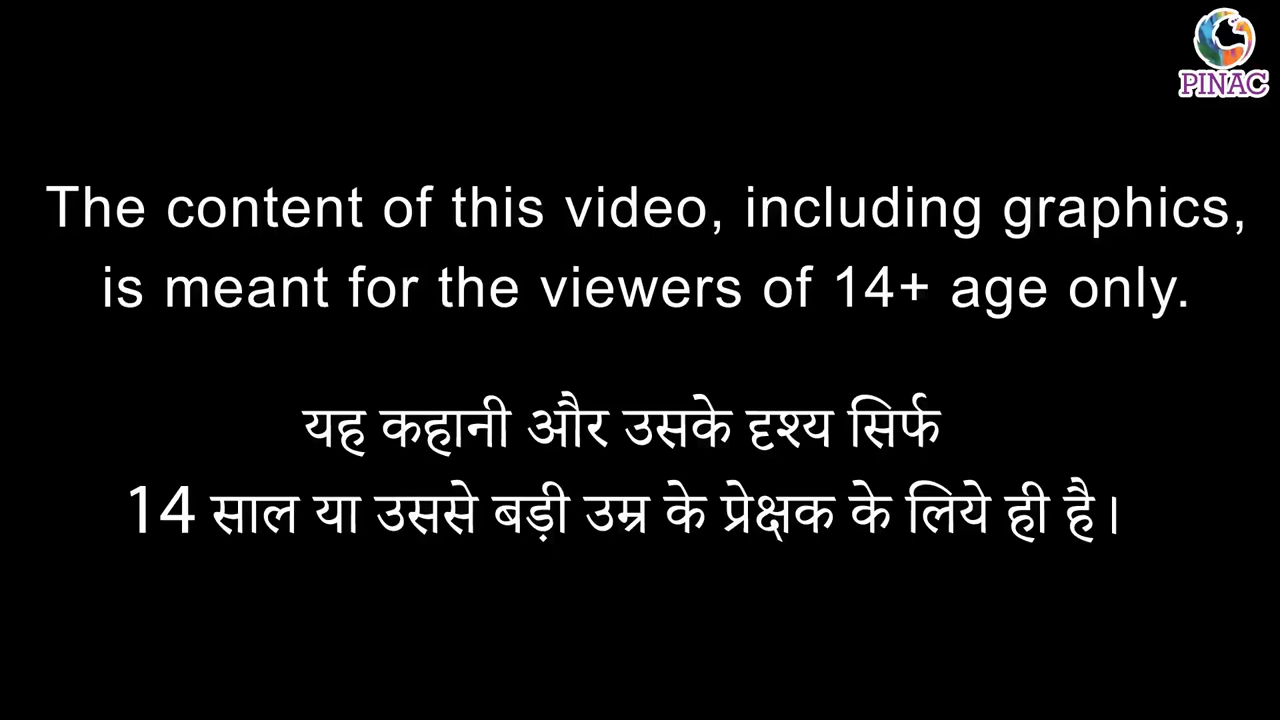 PINAC
The content of this video, including graphics,
is meant for the viewers of 14+ age only.
यह कहानी और उसके दृश्य सिर्फ
14 साल या उससे बड़ी उम्र के प्रेक्षक के लिये ही है।